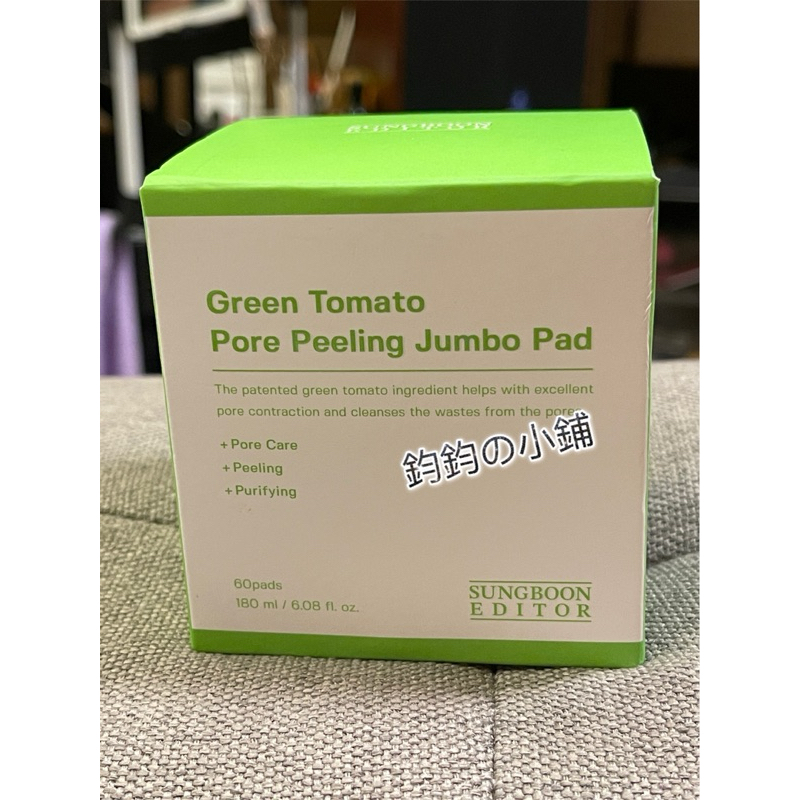 Green Tomato
Pore Peeling Jumbo Pad
The patented green tomato ingredient helps with excellent
pore contraction and cleanses the wastes from the pore
鈞鈞の小鋪
+Pore Care
+Peeling
+Purifying
60pads
180 ml / 6.08 fl. oz.
SUNGBOON
EDITOR